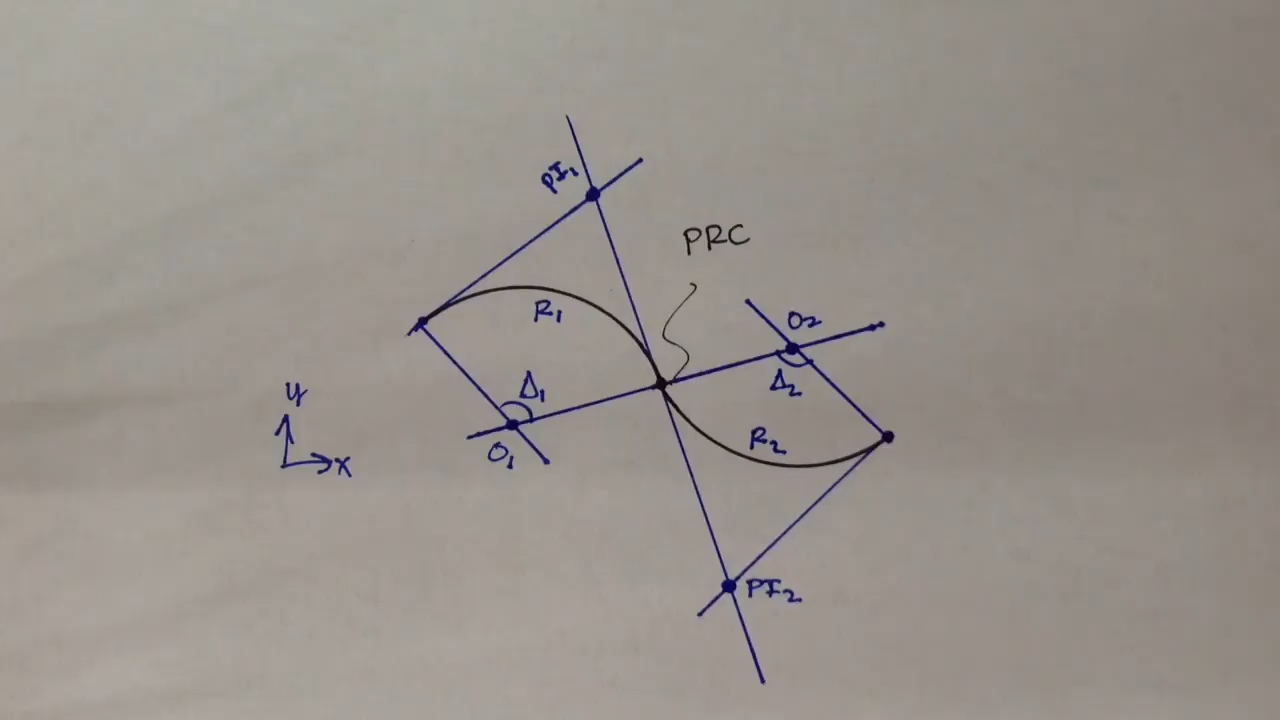 PI₁
PRC
R₁
O₂
Δ₁
Δ₂
y
x
O₁
R₂
PI₂